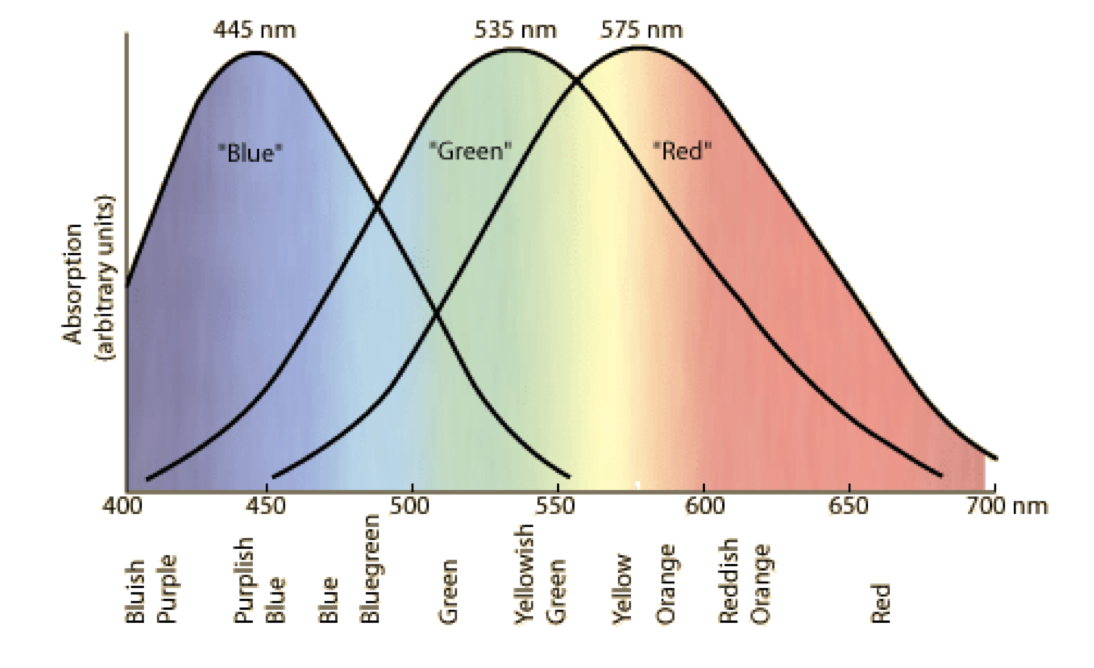 445 nm 535 nm 575 nm
"Blue" "Green" "Red"
Absorption
(arbitrary units)
400 450 500 550 600 650 700 nm
Bluish
Purple
Purplish
Blue
Blue
Bluegreen
Green
Yellowish
Green
Yellow
Orange
Reddish
Orange
Red